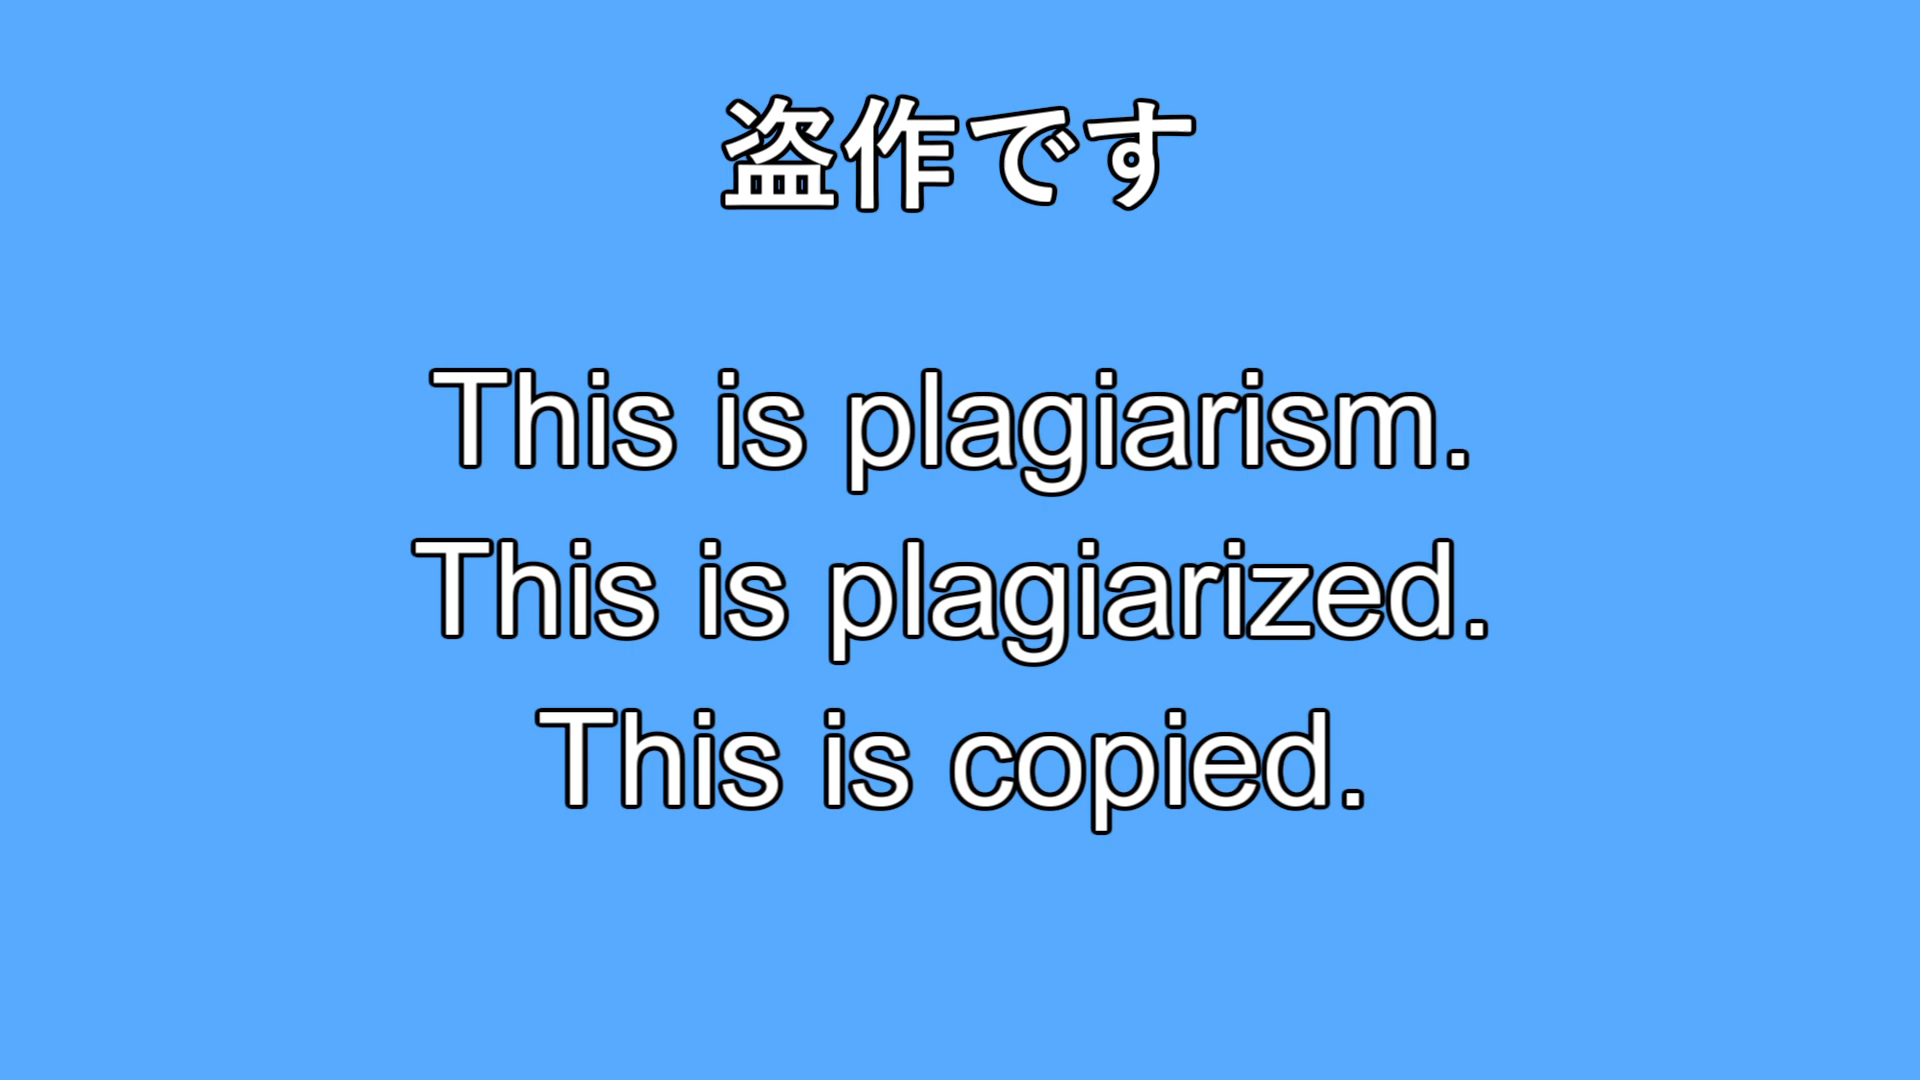 盗作です
This is plagiarism.
This is plagiarized.
This is copied.